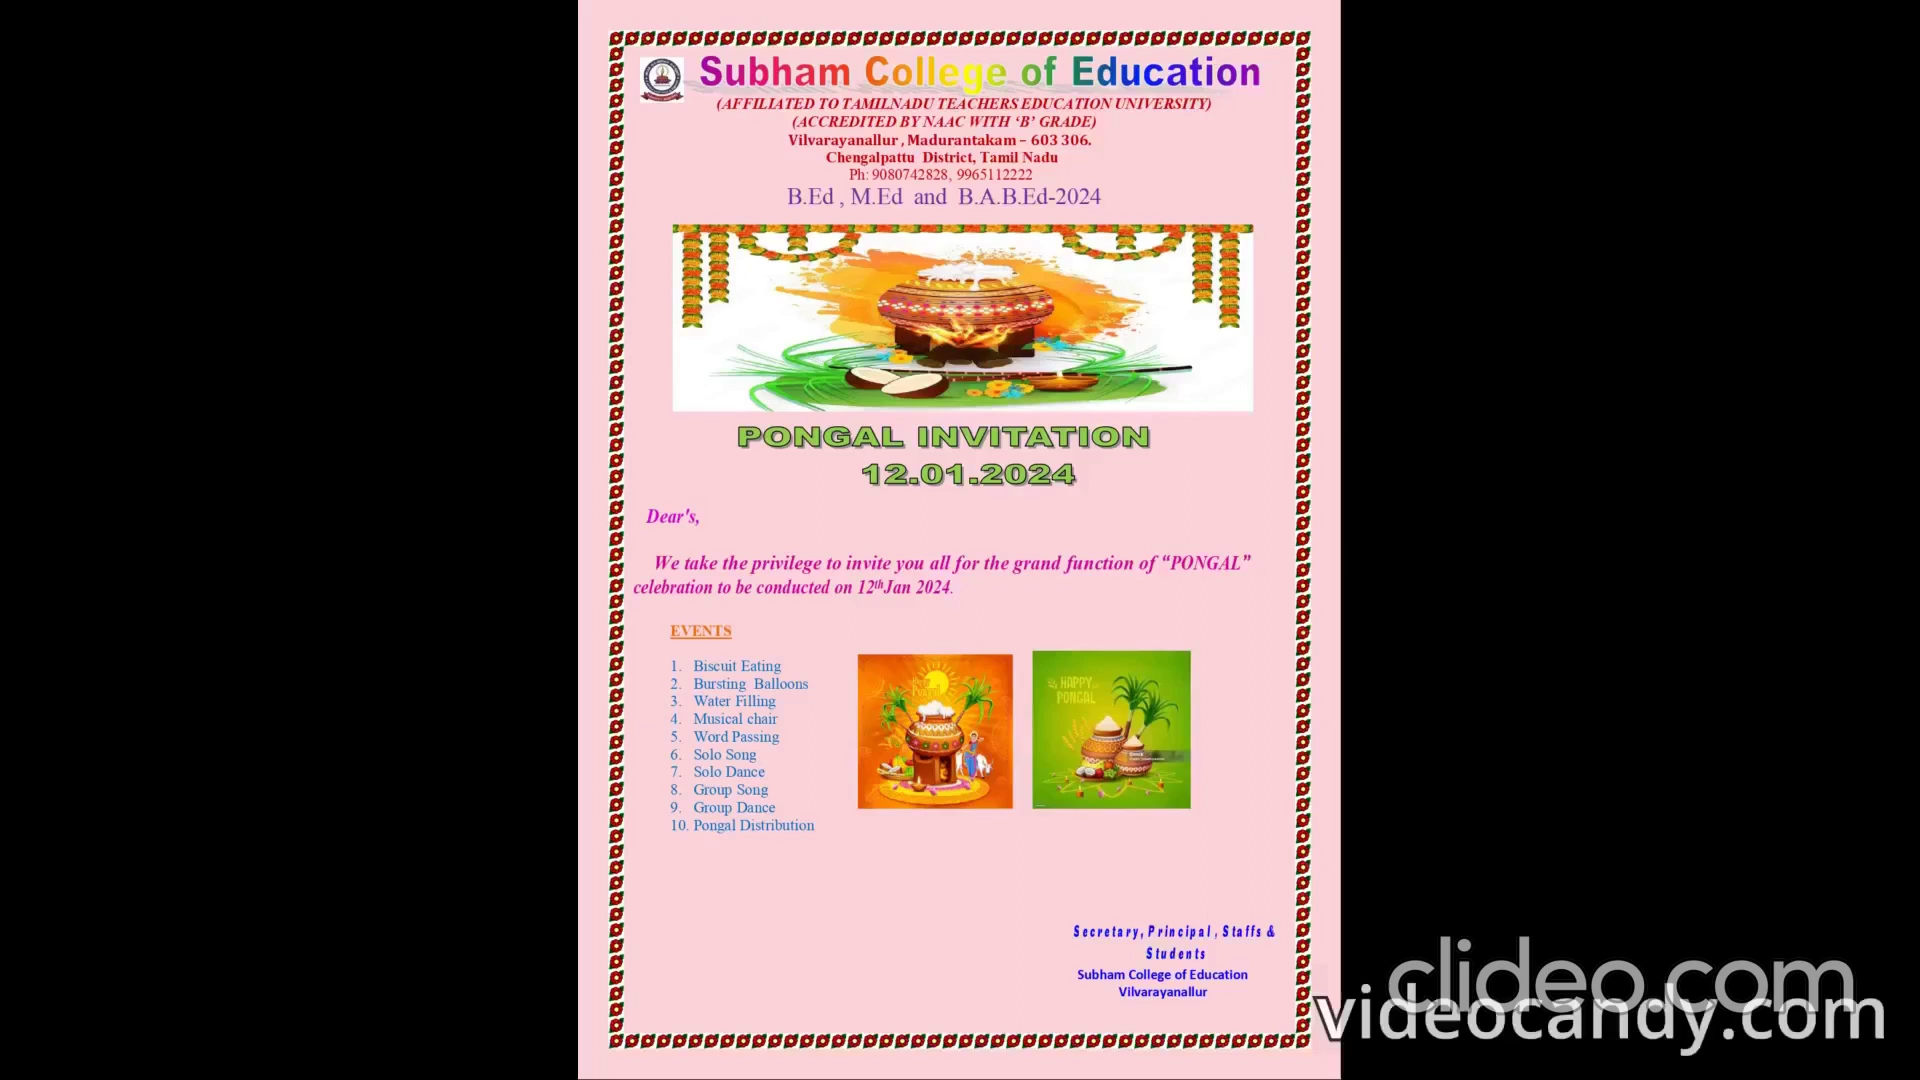 Subham College of Education
(AFFILIATED TO TAMILNADU TEACHERS EDUCATION UNIVERSITY)
(ACCREDITED BY NAAC WITH ‘B’ GRADE)
Vilvarayanallur , Madurantakam – 603 306.
Chengalpattu District, Tamil Nadu
Ph: 9080742828, 9965112222
B.Ed , M.Ed and B.A.B.Ed-2024
PONGAL INVITATION
12.01.2024
Dear's,
We take the privilege to invite you all for the grand function of “PONGAL”
celebration to be conducted on 12thJan 2024.
EVENTS
1. Biscuit Eating
2. Bursting Balloons
3. Water Filling
4. Musical chair
5. Word Passing
6. Solo Song
7. Solo Dance
8. Group Song
9. Group Dance
10. Pongal Distribution
HAPPY
PONGAL
Secretary, Principal , Staffs &
Students
Subham College of Education
Vilvarayanallur
clideo.com
videocandy.com